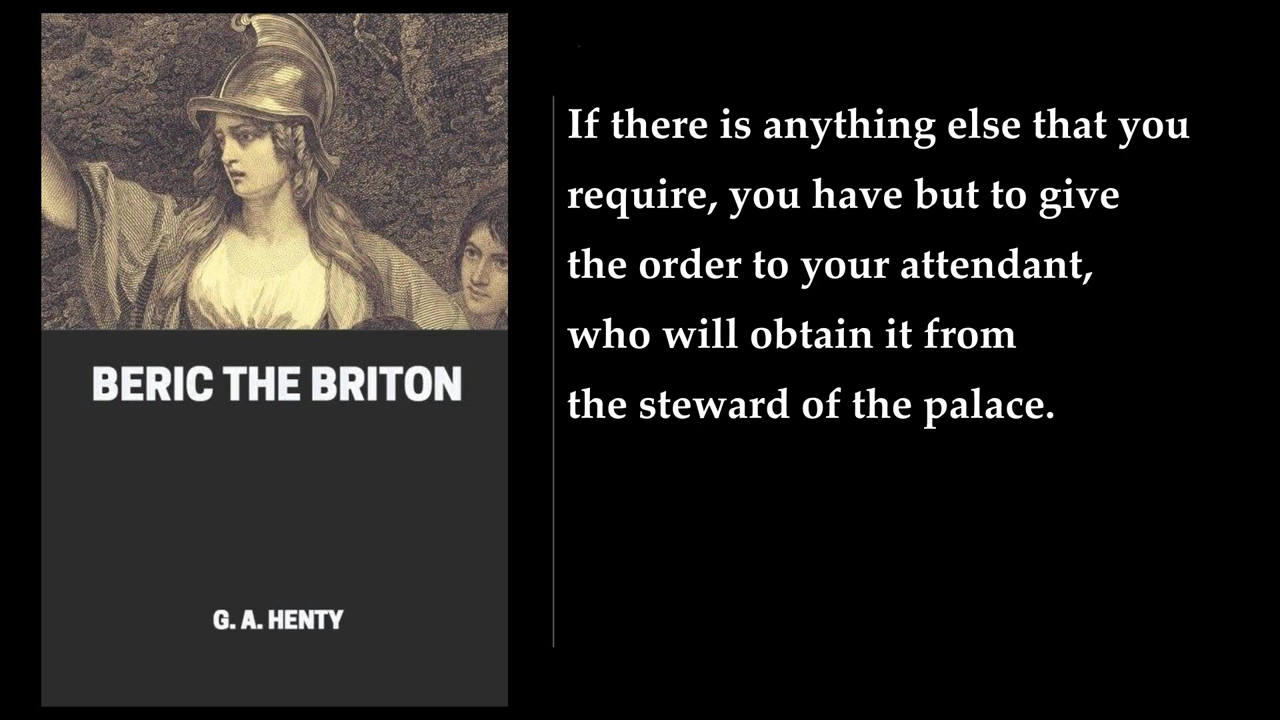 BERIC THE BRITON
G. A. HENTY
If there is anything else that you
require, you have but to give
the order to your attendant,
who will obtain it from
the steward of the palace.